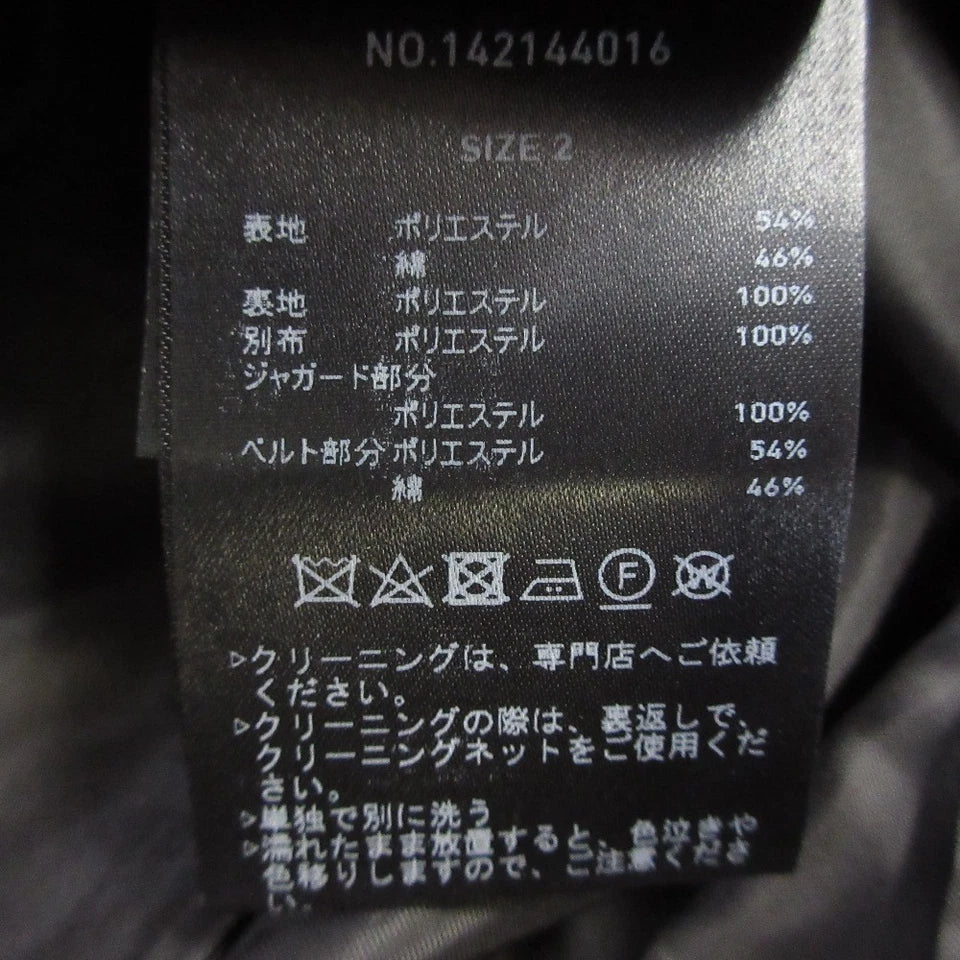 NO.142144016
SIZE 2
表地 ポリエステル 54%
綿 46%
裏地 ポリエステル 100%
別布 ポリエステル 100%
ジャガード部分
ポリエステル 100%
ベルト部分 ポリエステル 54%
綿 46%
F W
▷クリーニングは、専門店へご依頼
ください。
▷クリーニングの際は、裏返しで、
クリーニングネットをご使用くだ
さい。
▷単独で別に洗う
▷濡れたまま放置すると、色泣きや
色移りしますので、ご注意くださ
い。